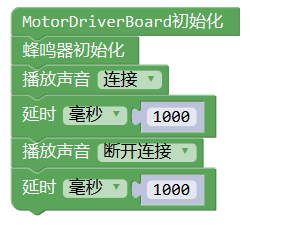 MotorDriverBoard初始化
蜂鸣器初始化
播放声音 连接
延时 毫秒 1000
播放声音 断开连接
延时 毫秒 1000